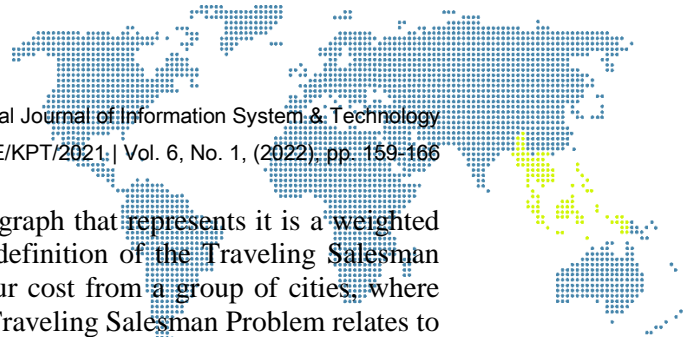 al Journal of Information System & Technology
E/KPT/2021 | Vol. 6, No. 1, (2022), pp. 159-166
graph that represents it is a weighted
definition of the Traveling Salesman
ur cost from a group of cities, where
Traveling Salesman Problem relates to